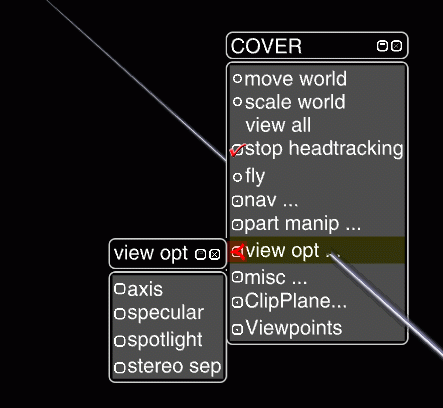 COVER
move world
scale world
view all
stop headtracking
fly
nav ...
part manip ...
view opt ...
misc ...
ClipPlane...
Viewpoints
view opt
axis
specular
spotlight
stereo sep